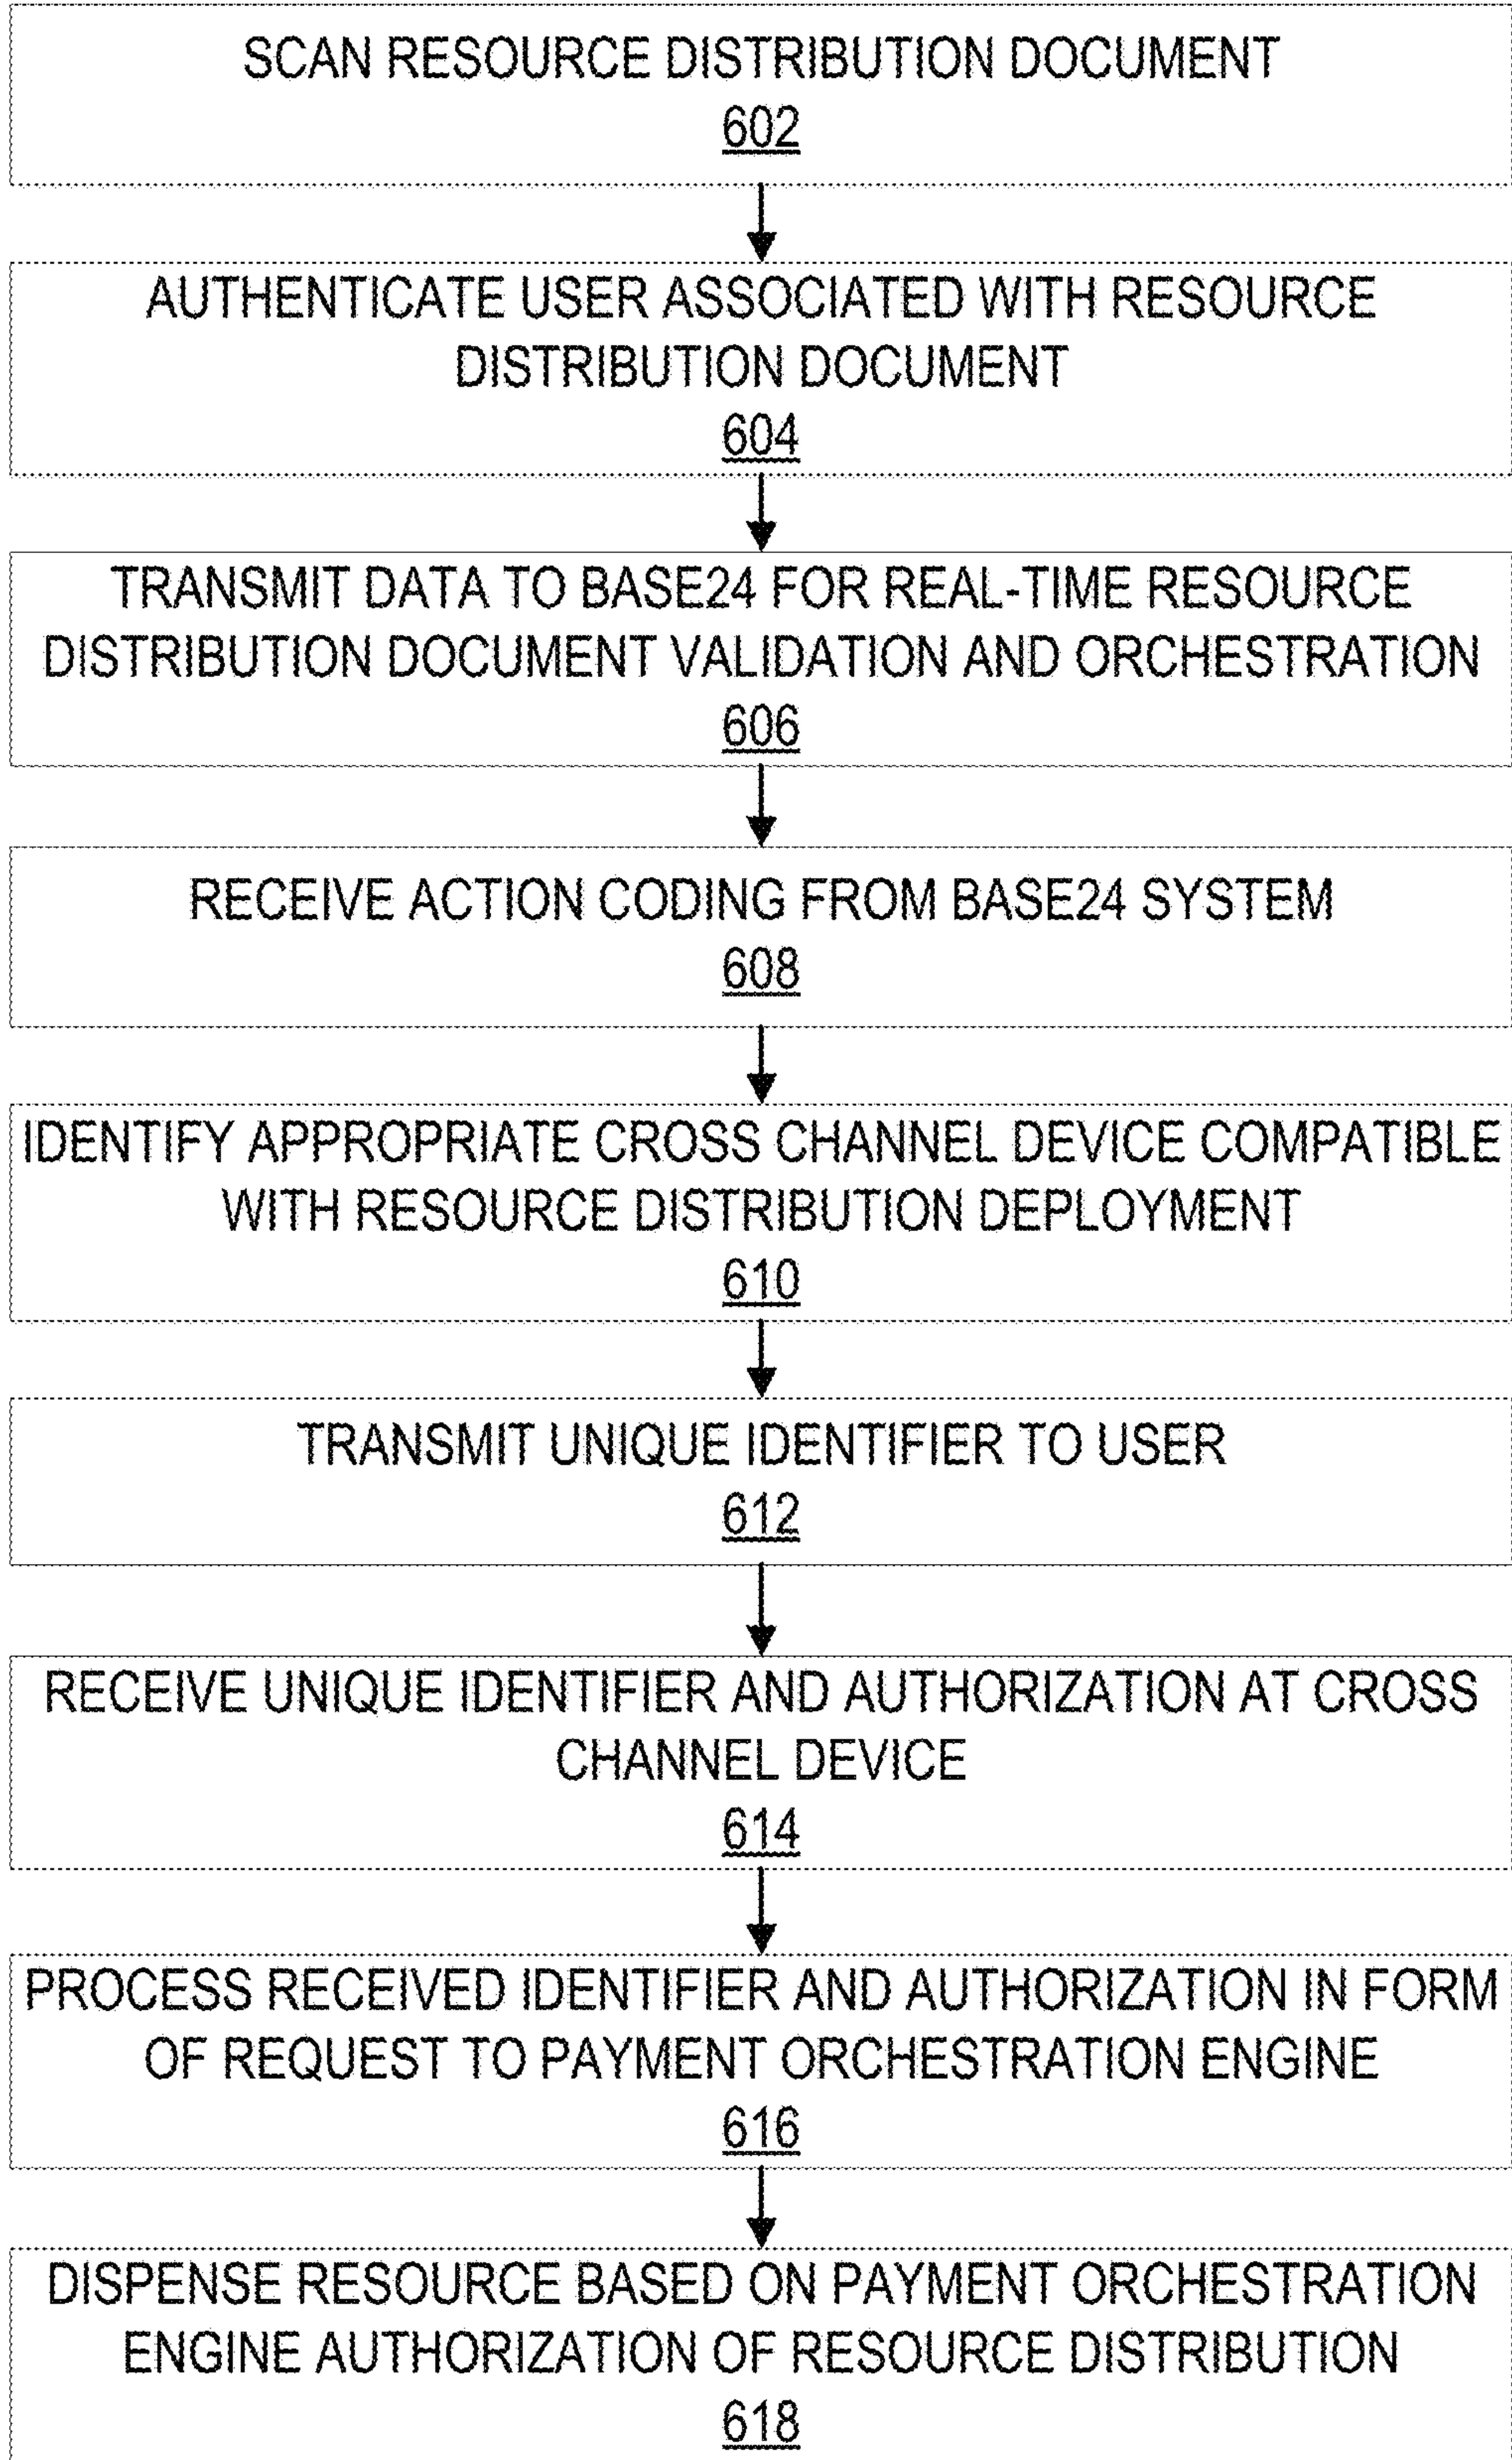 SCAN RESOURCE DISTRIBUTION DOCUMENT
602
AUTHENTICATE USER ASSOCIATED WITH RESOURCE
DISTRIBUTION DOCUMENT
604
TRANSMIT DATA TO BASE24 FOR REAL-TIME RESOURCE
DISTRIBUTION DOCUMENT VALIDATION AND ORCHESTRATION
606
RECEIVE ACTION CODING FROM BASE24 SYSTEM
608
IDENTIFY APPROPRIATE CROSS CHANNEL DEVICE COMPATIBLE
WITH RESOURCE DISTRIBUTION DEPLOYMENT
610
TRANSMIT UNIQUE IDENTIFIER TO USER
612
RECEIVE UNIQUE IDENTIFIER AND AUTHORIZATION AT CROSS
CHANNEL DEVICE
614
PROCESS RECEIVED IDENTIFIER AND AUTHORIZATION IN FORM
OF REQUEST TO PAYMENT ORCHESTRATION ENGINE
616
DISPENSE RESOURCE BASED ON PAYMENT ORCHESTRATION
ENGINE AUTHORIZATION OF RESOURCE DISTRIBUTION
618